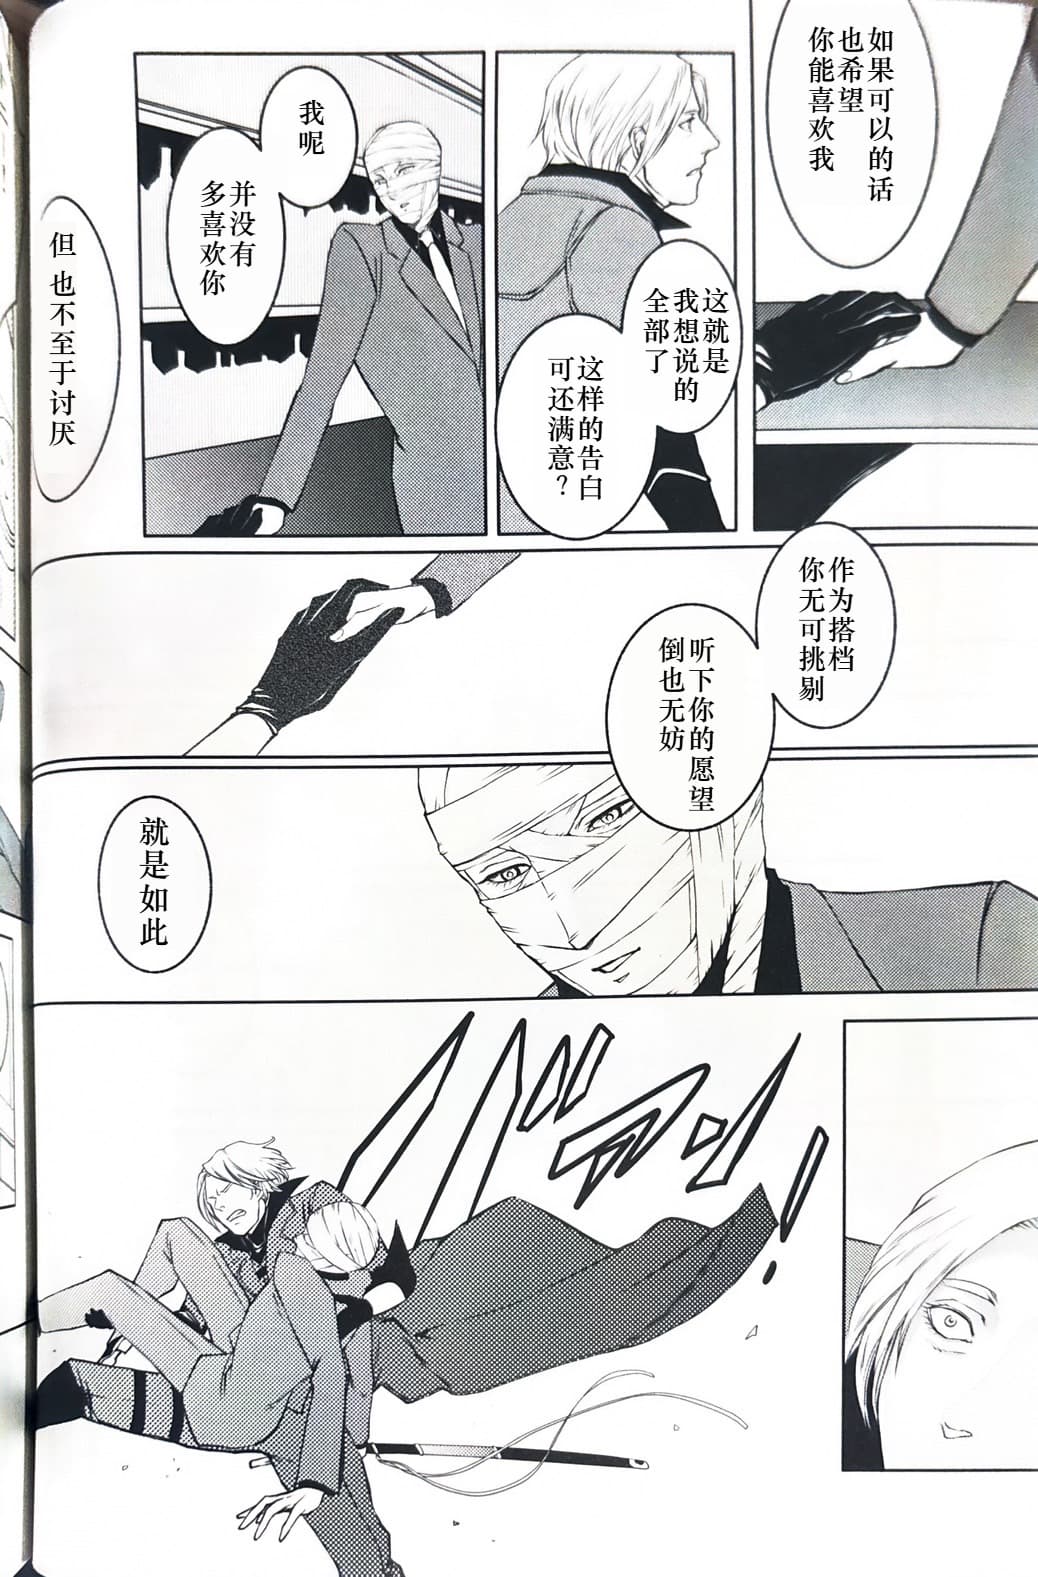 如果可以的话
也希望
你能喜欢我
这就是
我想说的
全部了
这样的告白
可还满意？
我呢
并没有
多喜欢你
但也不至于讨厌
作为搭档
你无可挑剔
听下你的愿望
倒也无妨
就是如此